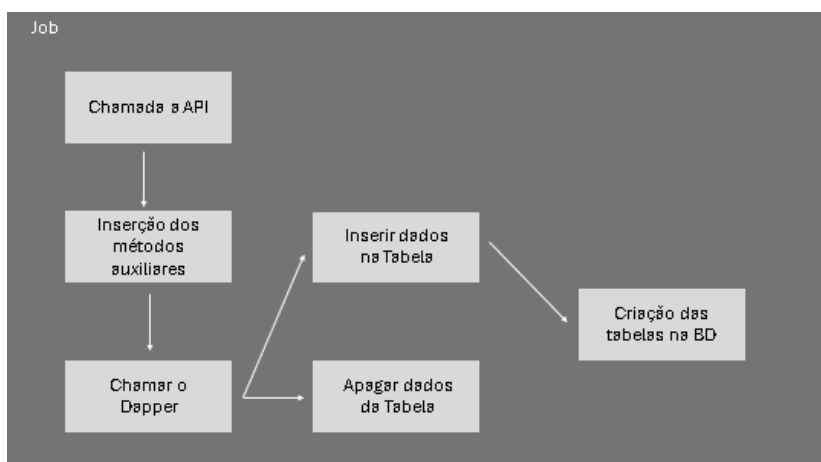 Job
Chamada a API
Inserção dos
métodos
auxiliares
Inserir dados
na Tabela
Criação das
tabelas na BD
Chamar o
Dapper
Apagar dados
da Tabela